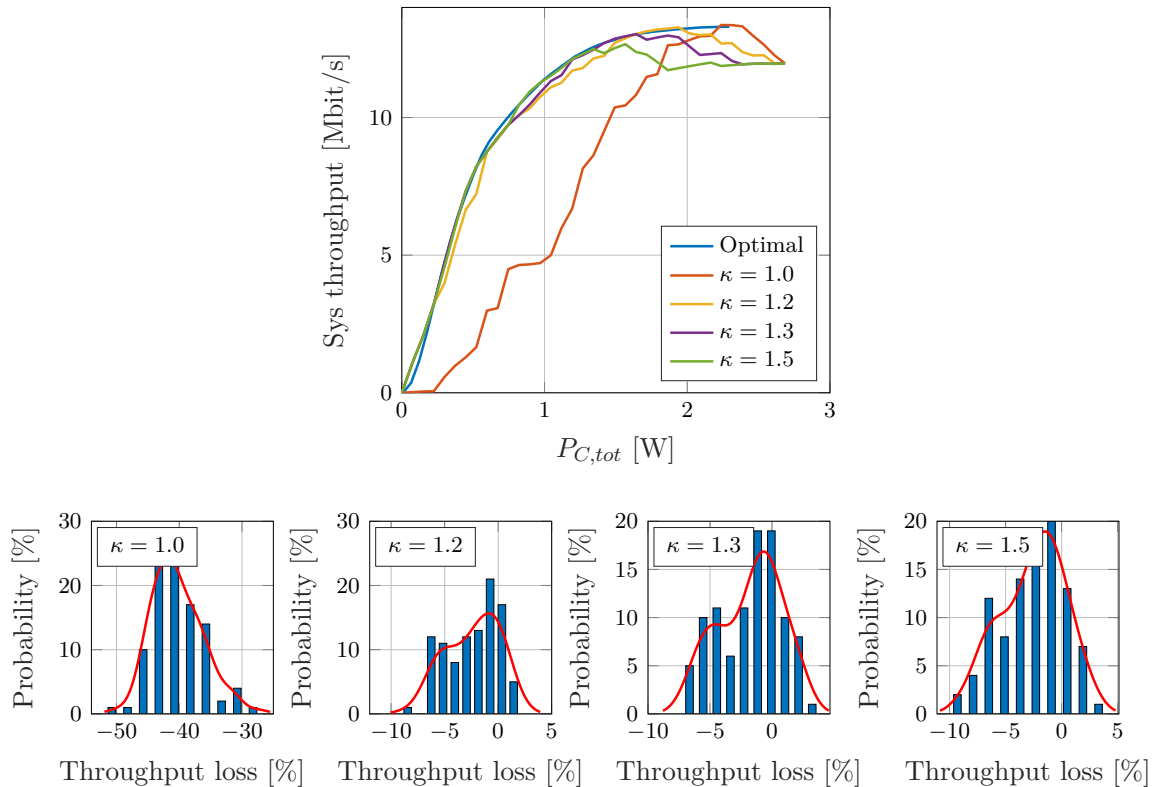 Sys throughput [Mbit/s]
10
5
0
0 1 2 3
P_{C,tot} [W]
Optimal
κ = 1.0
κ = 1.2
κ = 1.3
κ = 1.5
Probability [%]
30
20
10
0
κ = 1.0
−50 −40 −30
Throughput loss [%]
Probability [%]
30
20
10
0
κ = 1.2
−10 −5 0 5
Throughput loss [%]
Probability [%]
20
15
10
5
0
κ = 1.3
−10 −5 0
Throughput loss [%]
Probability [%]
20
15
10
5
0
κ = 1.5
−10 −5 0 5
Throughput loss [%]